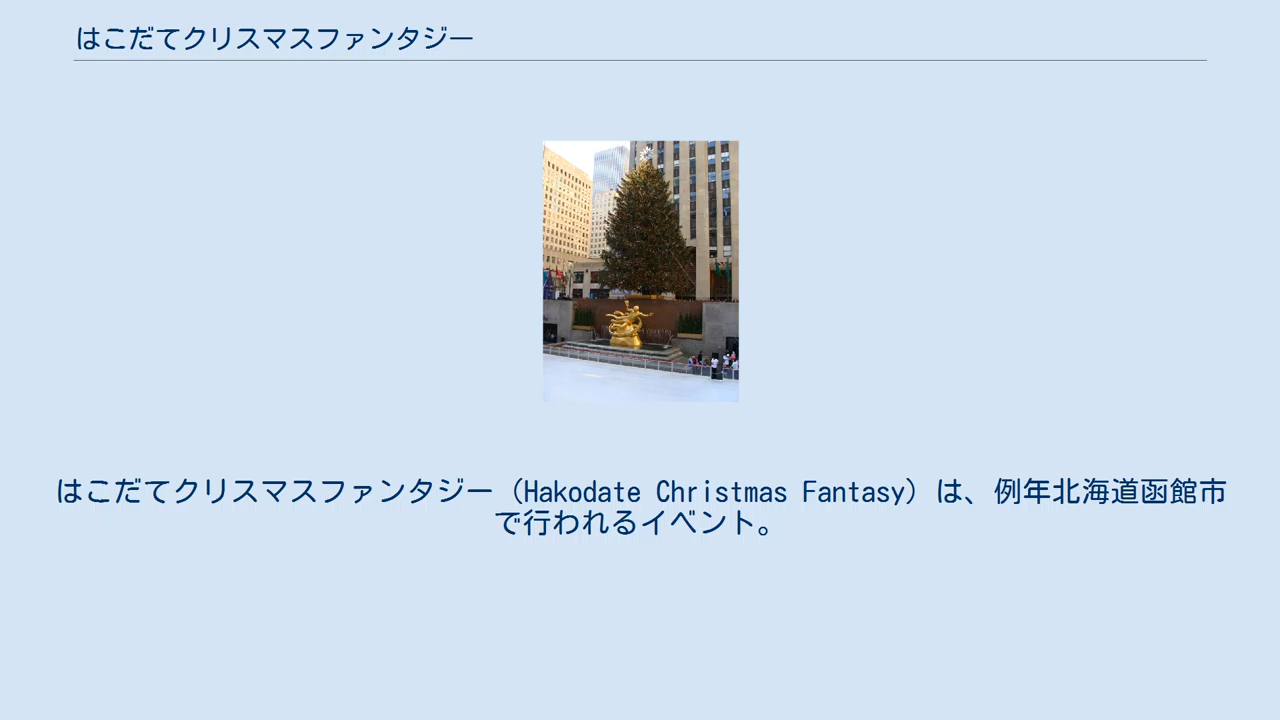 はこだてクリスマスファンタジー
はこだてクリスマスファンタジー（Hakodate Christmas Fantasy）は、例年北海道函館市
で行われるイベント。